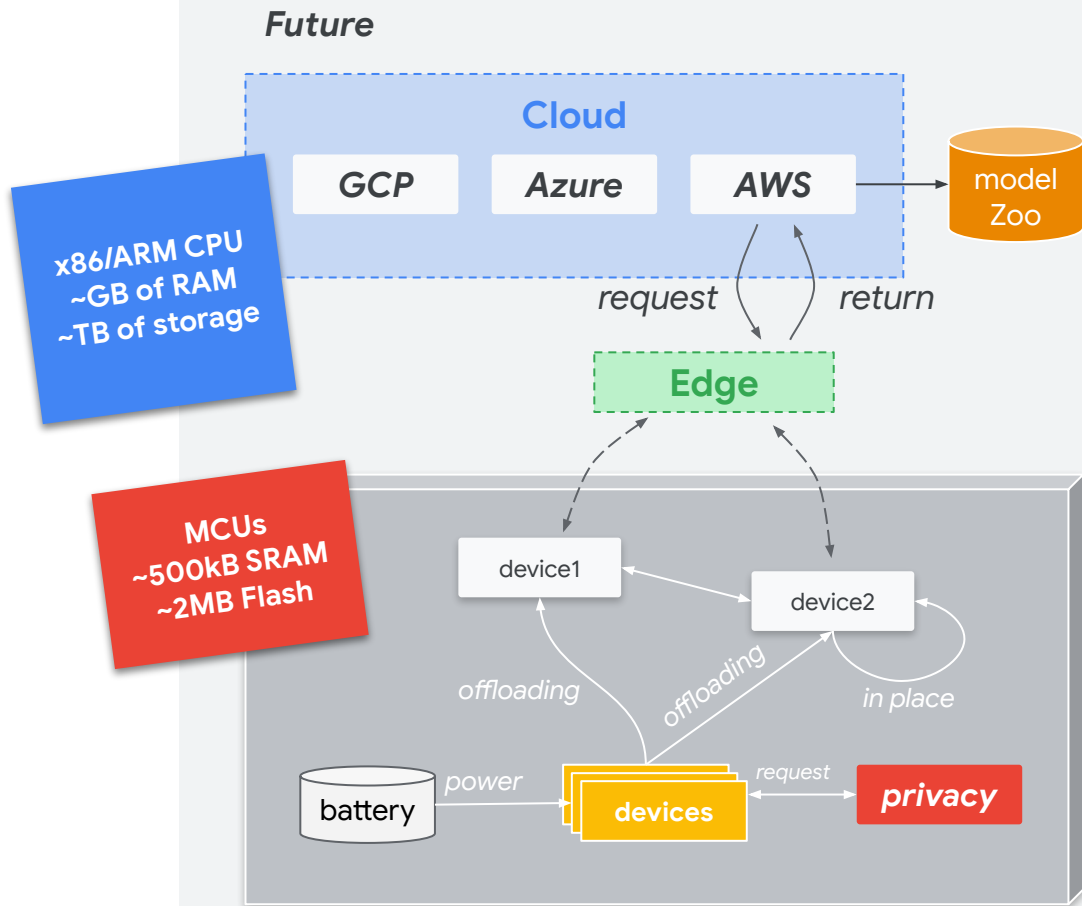 Future
Cloud
GCP
Azure
AWS
model
Zoo
x86/ARM CPU
~GB of RAM
~TB of storage
request
return
Edge
MCUs
~500kB SRAM
~2MB Flash
device1
device2
offloading
offloading
in place
battery
power
devices
request
privacy